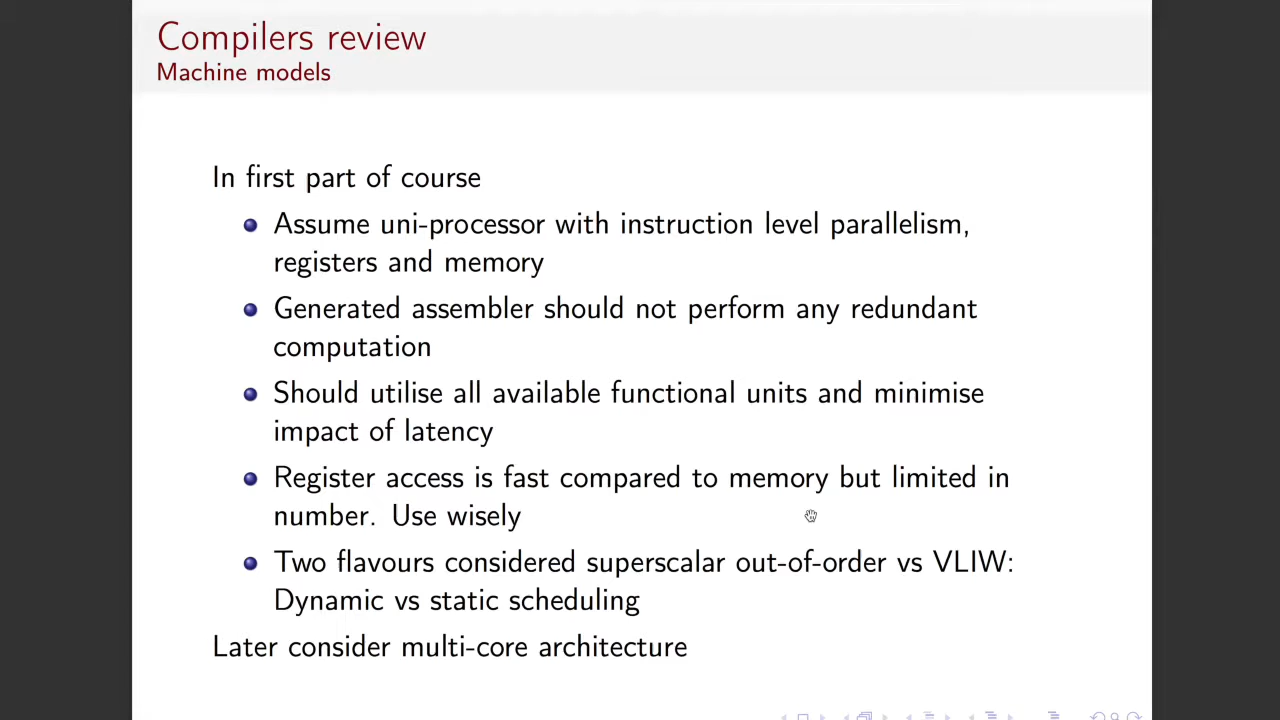 Compilers review
Machine models
In first part of course
Assume uni-processor with instruction level parallelism,
registers and memory
Generated assembler should not perform any redundant
computation
Should utilise all available functional units and minimise
impact of latency
Register access is fast compared to memory but limited in
number. Use wisely
Two flavours considered superscalar out-of-order vs VLIW:
Dynamic vs static scheduling
Later consider multi-core architecture